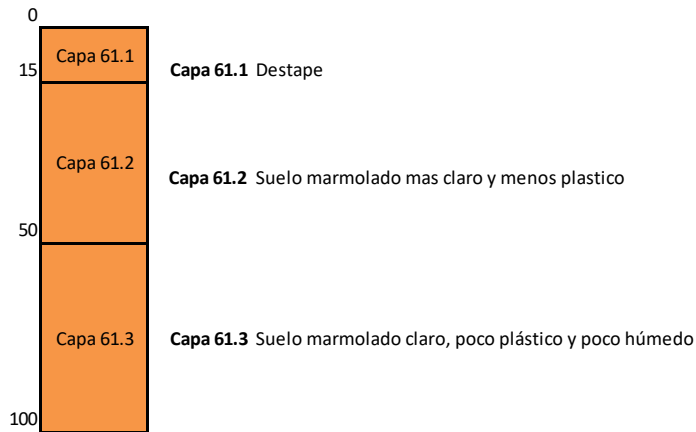 0
Capa 61.1
15
Capa 61.1 Destape
Capa 61.2
Capa 61.2 Suelo marmolado mas claro y menos plastico
50
Capa 61.3
Capa 61.3 Suelo marmolado claro, poco plástico y poco húmedo
100